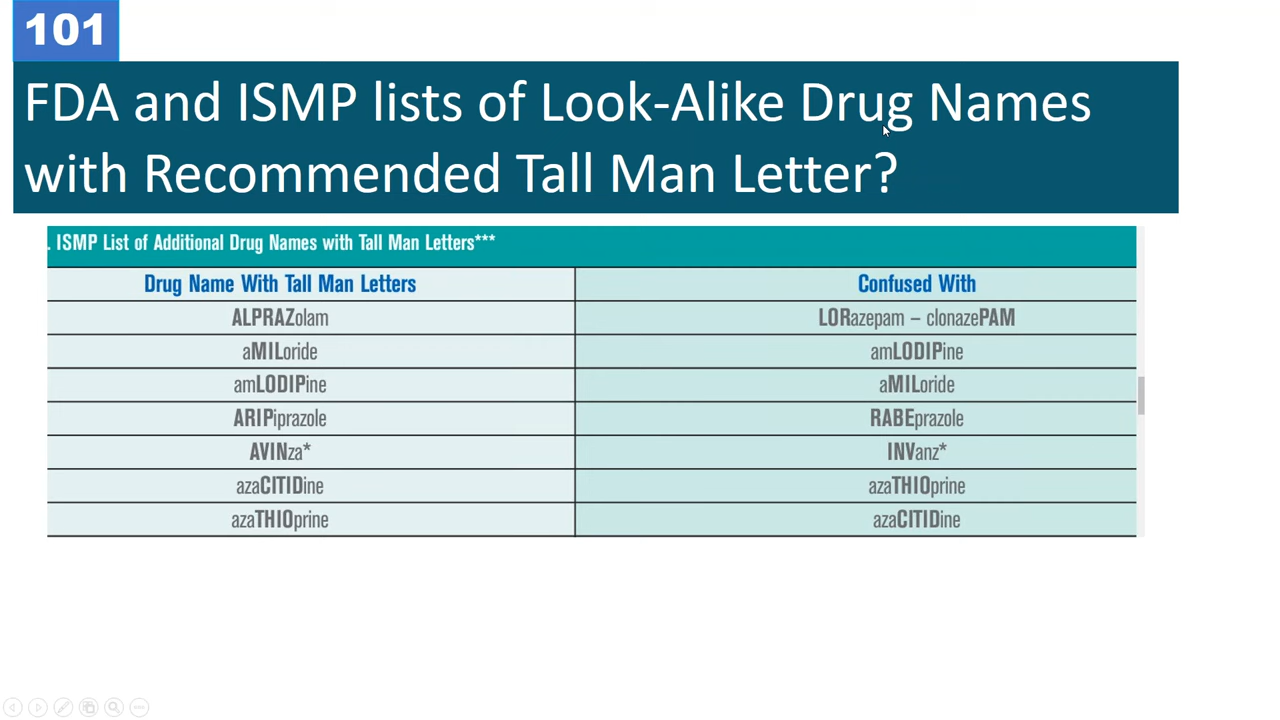 101
FDA and ISMP lists of Look-Alike Drug Names
with Recommended Tall Man Letter?
. ISMP List of Additional Drug Names with Tall Man Letters***
Drug Name With Tall Man Letters Confused With
ALPRAZolam LORazepam – clonazePAM
aMILoride amLODIPine
amLODIPine aMILoride
ARIPiprazole RABEprazole
AVINza* INVanz*
azaCITIDine azaTHIOprine
azaTHIOprine azaCITIDine